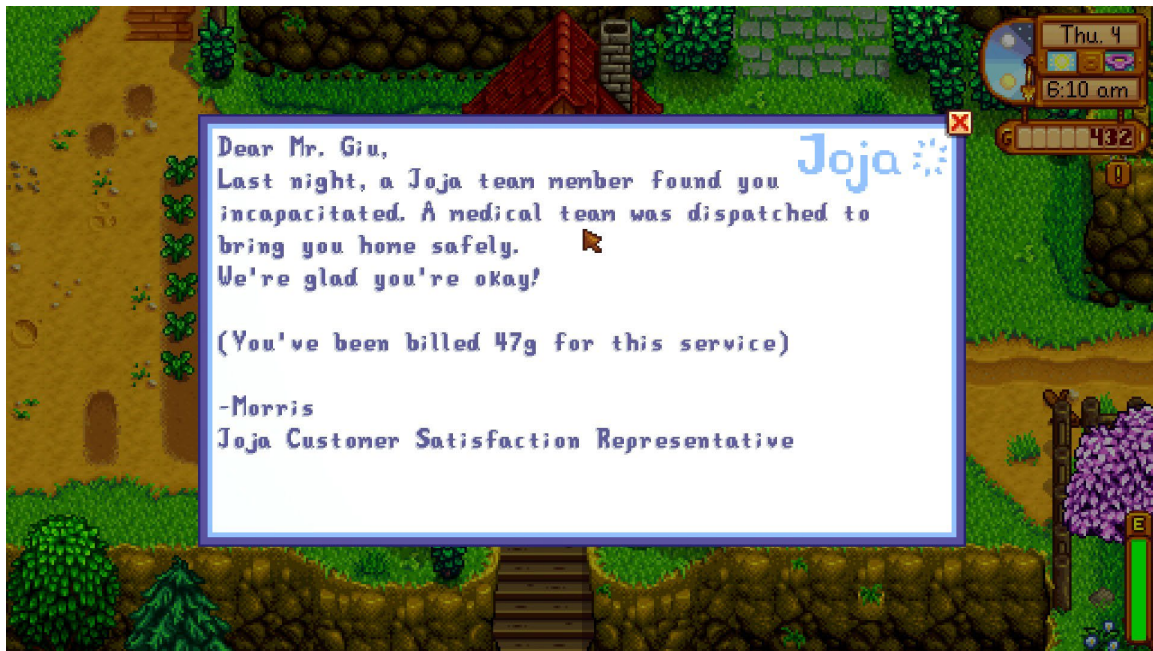 Thu. 4
6:10 am
G 432
Joja
Dear Mr. Giu,
Last night, a Joja team member found you
incapacitated. A medical team was dispatched to
bring you home safely.
We're glad you're okay!
(You've been billed 47g for this service)
-Morris
Joja Customer Satisfaction Representative
E